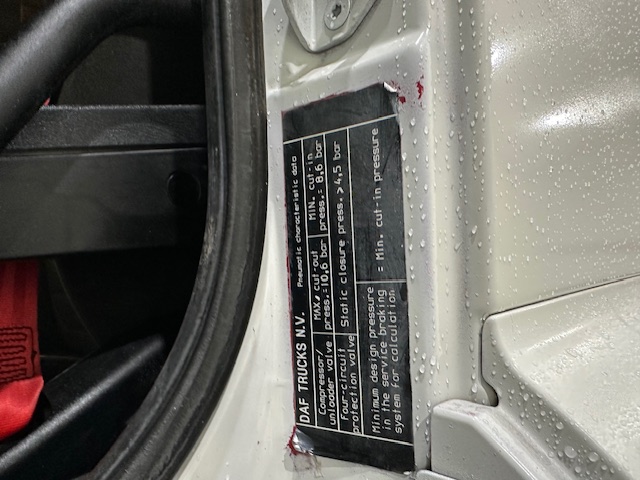 DAF TRUCKS N.V. Pneumatic characteristic data
Compressor/ MAX. cut-out MIN. cut-in
unloader valve press.=10,6 bar press.= 8,6 bar
Four-circuit Static closure press.>4,5 bar
protection valve
Minimum design pressure
in the service braking = Min. cut-in pressure
system for calculation